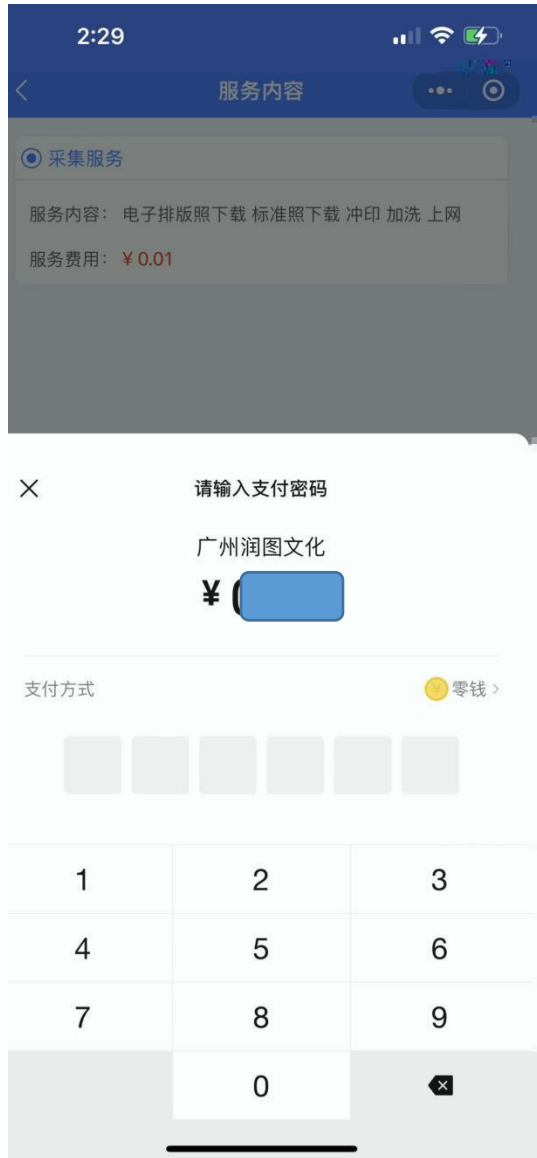 2:29
服务内容
采集服务
服务内容： 电子排版照下载 标准照下载 冲印 加洗 上网
服务费用： ¥ 0.01
请输入支付密码
广州润图文化
¥
支付方式 零钱
1 2 3
4 5 6
7 8 9
0